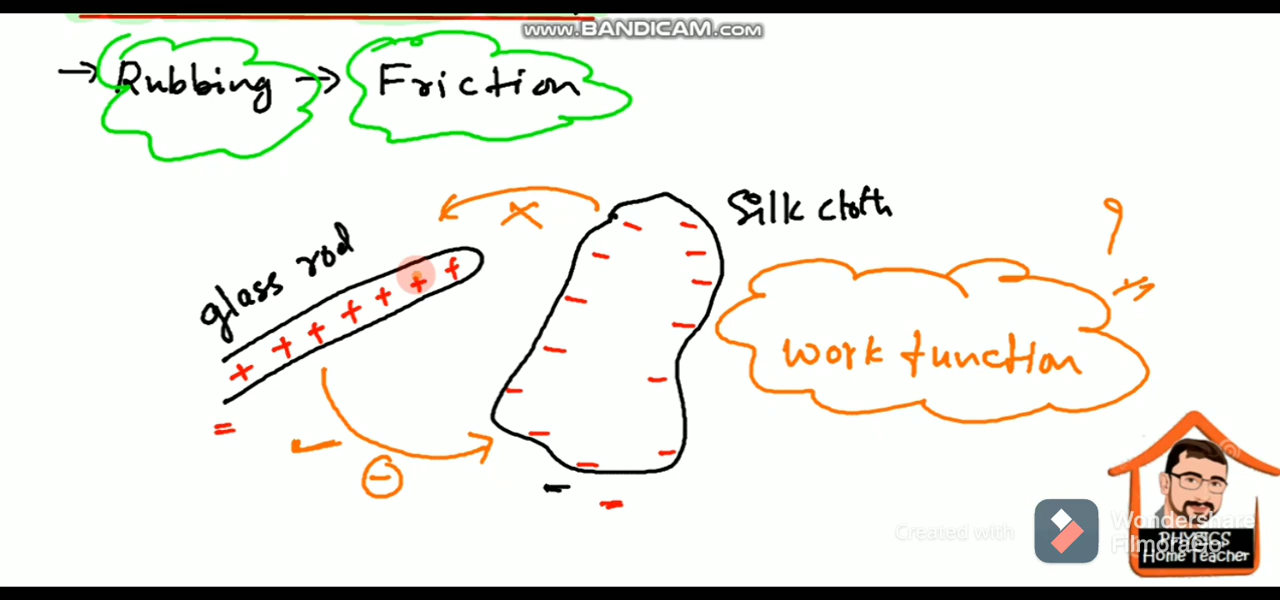 www.BANDICAM.com
→ Rubbing → Friction
Silk cloth
glass rod
work function
Created with
Wondershare
Filmora
PHYSICS
Home Teacher